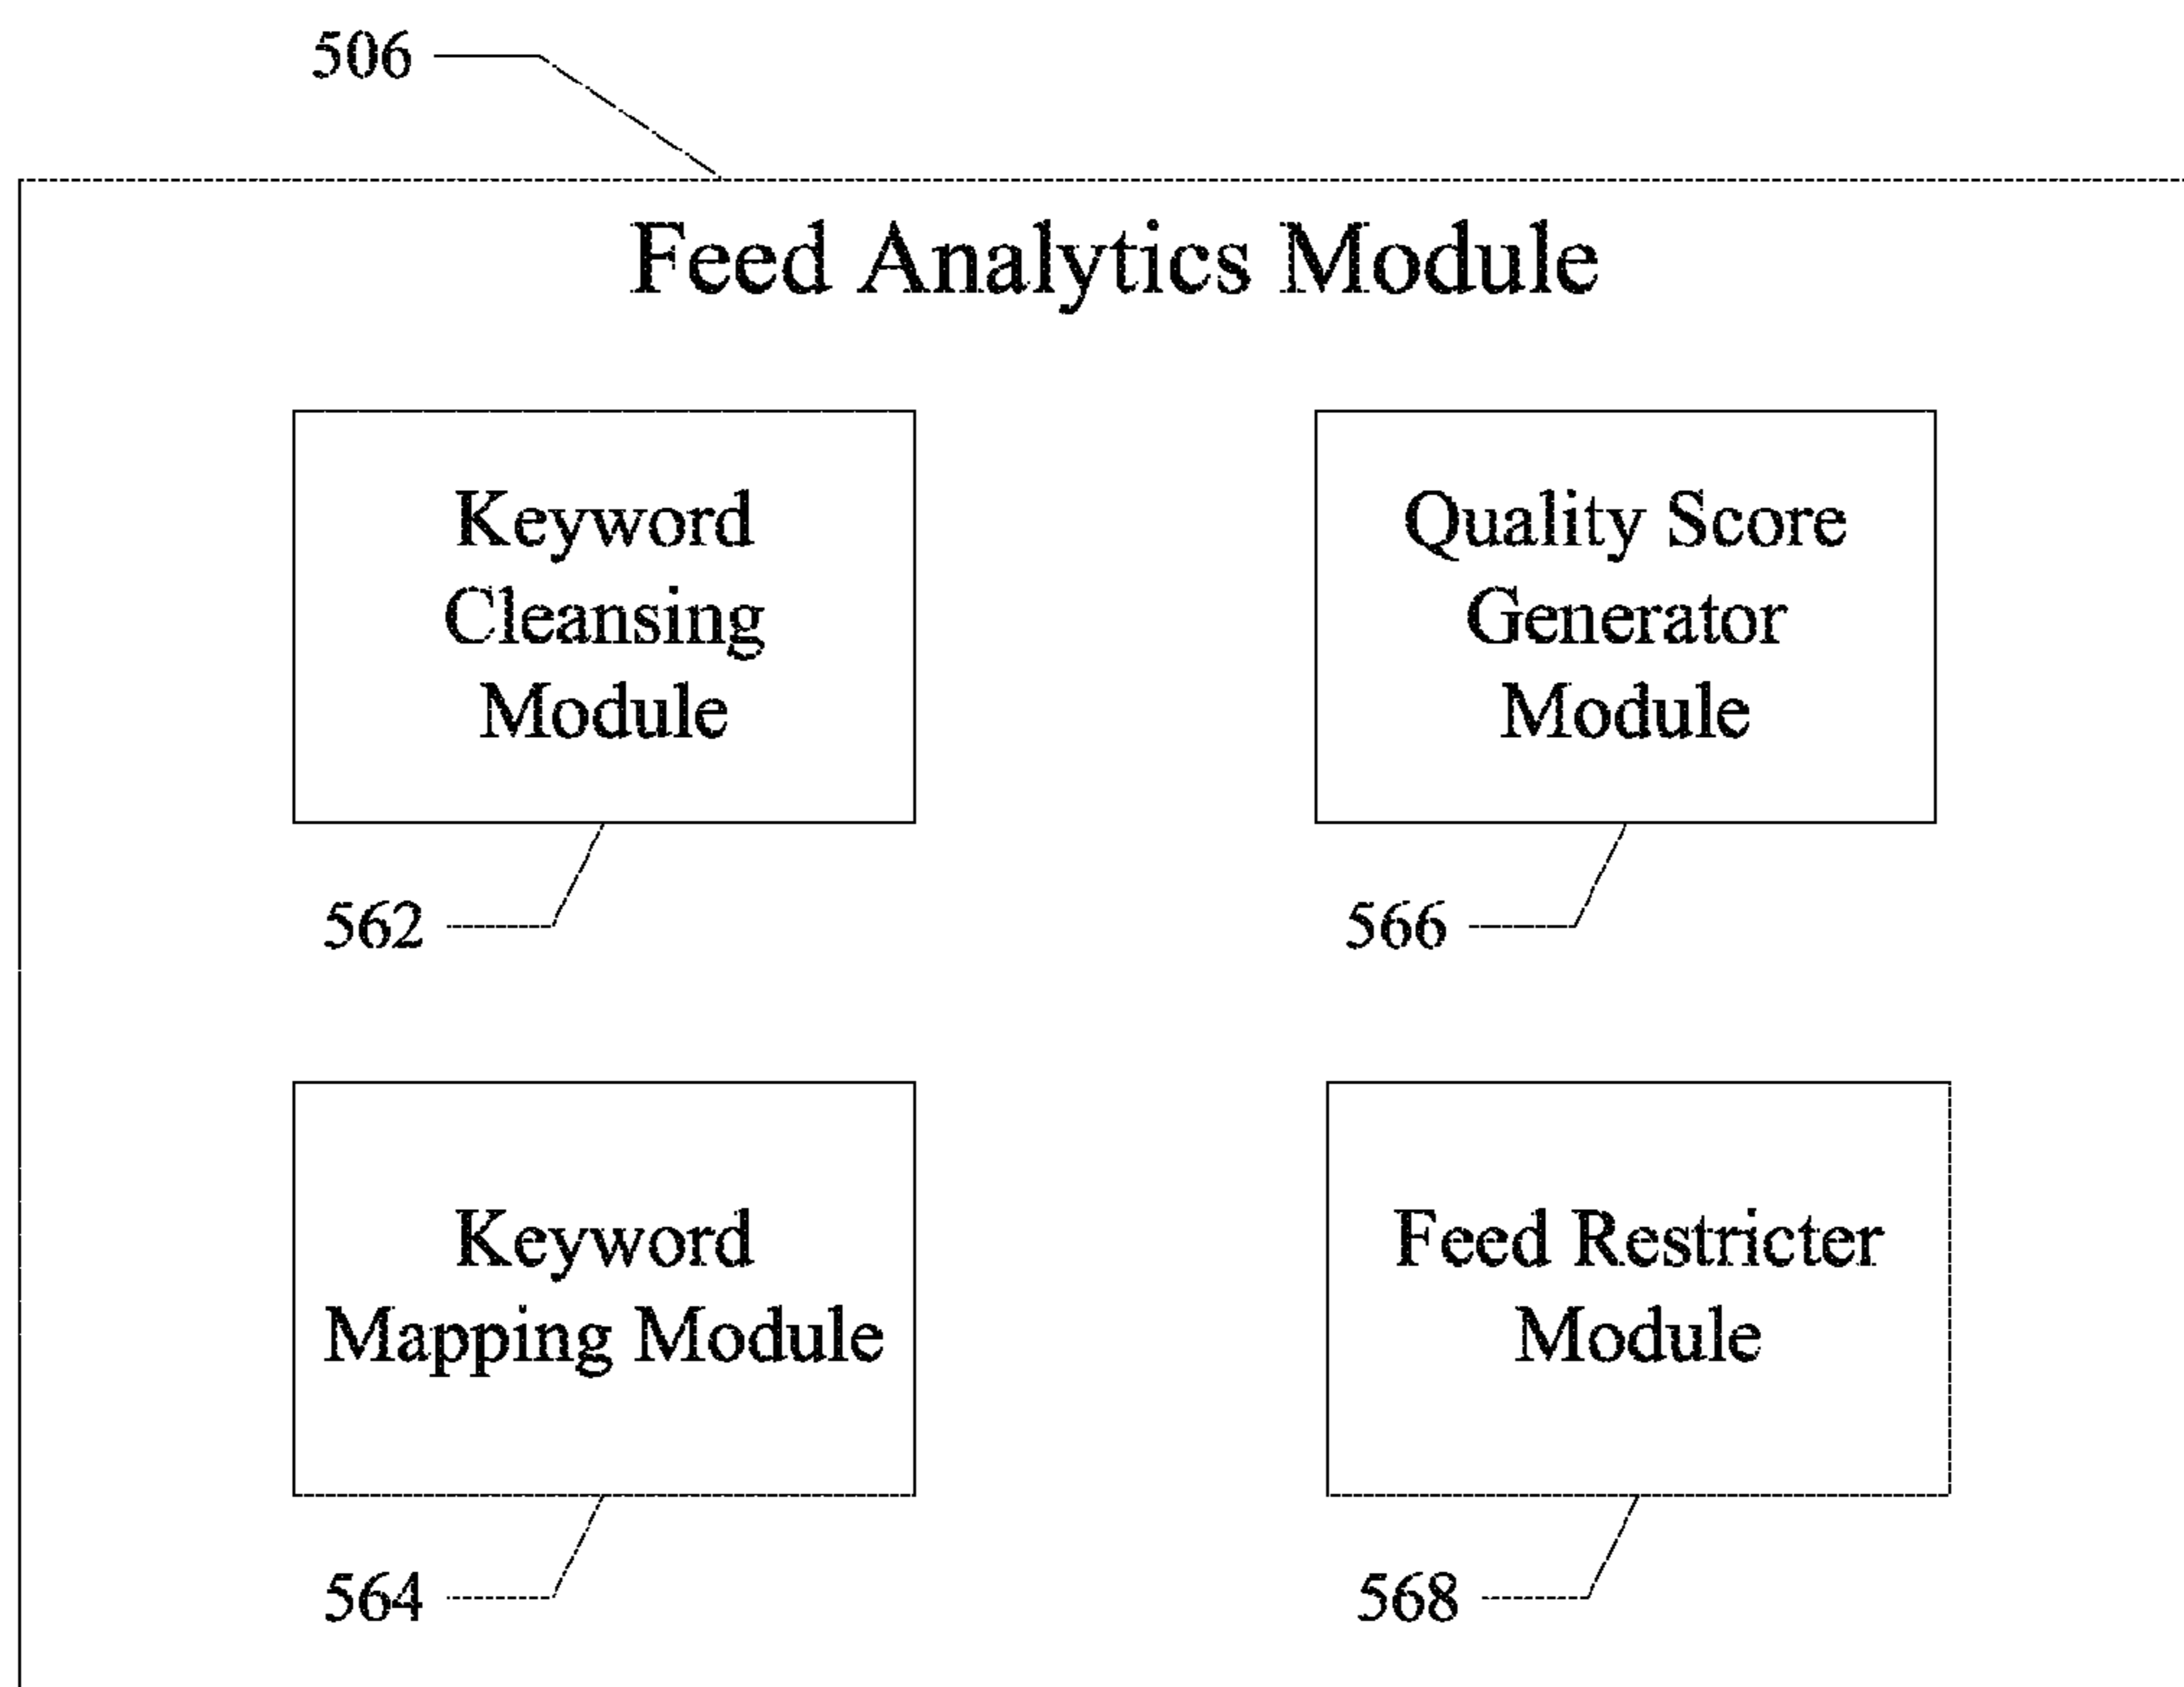 506
Feed Analytics Module
Keyword
Cleansing
Module
562
Quality Score
Generator
Module
566
Keyword
Mapping Module
564
Feed Restricter
Module
568